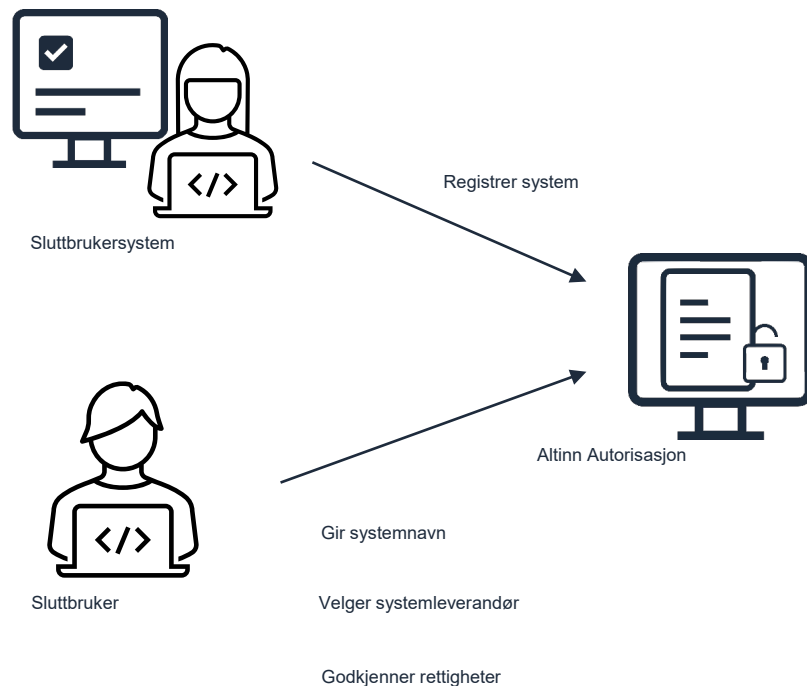 Registrer system
Sluttbrukersystem
Altinn Autorisasjon
Gir systemnavn
Sluttbruker
Velger systemleverandør
Godkjenner rettigheter